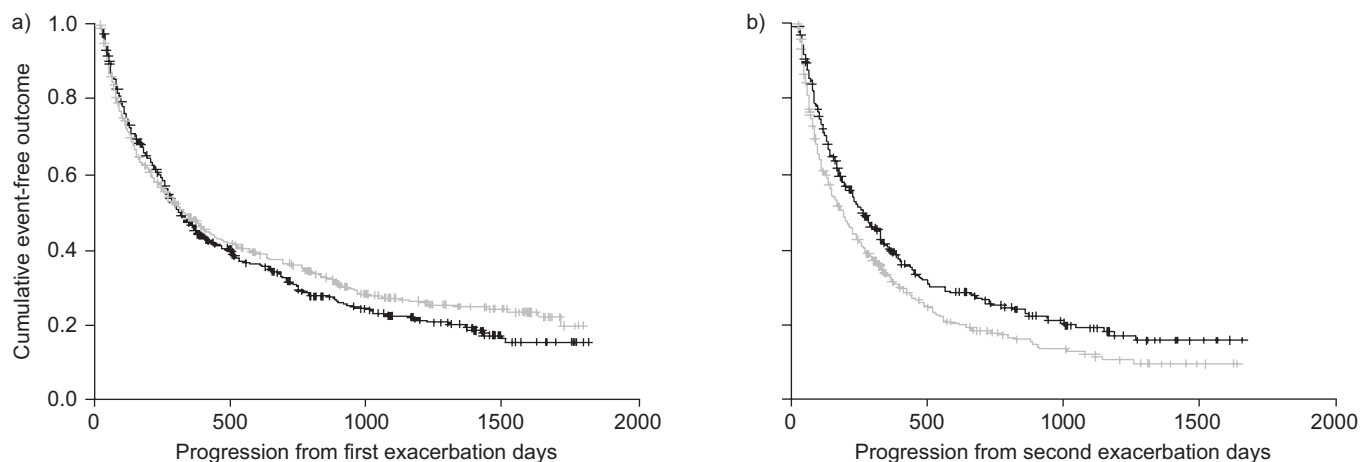 a)
b)
Cumulative event-free outcome
1.0
0.8
0.6
0.4
0.2
0.0
0 500 1000 1500 2000
0 500 1000 1500 2000
Progression from first exacerbation days
Progression from second exacerbation days